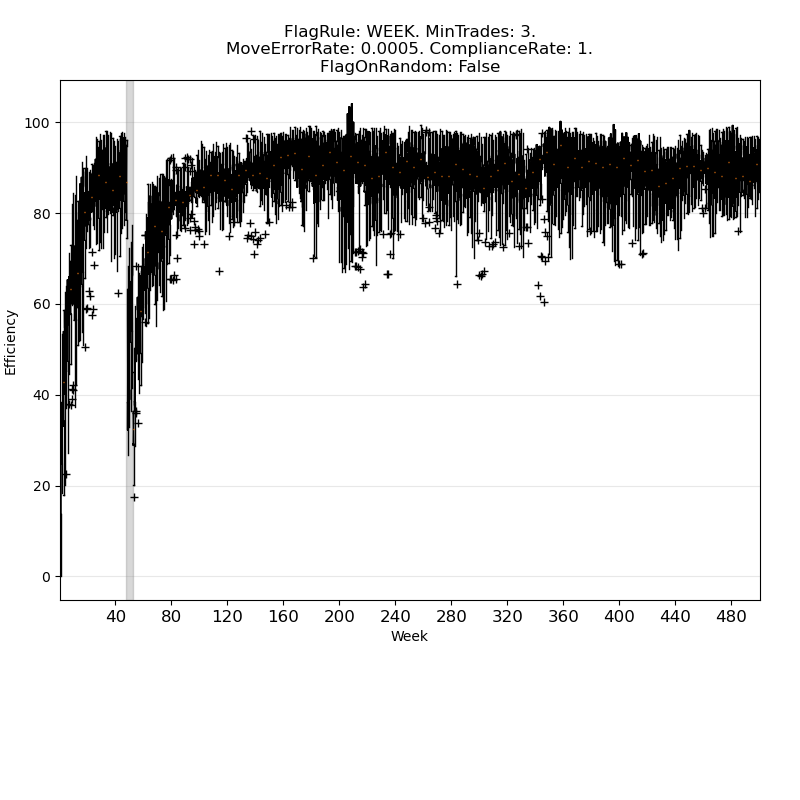 FlagRule: WEEK. MinTrades: 3.
MoveErrorRate: 0.0005. ComplianceRate: 1.
FlagOnRandom: False
100
80
60
40
20
0
Efficiency
40 80 120 160 200 240 280 320 360 400 440 480
Week